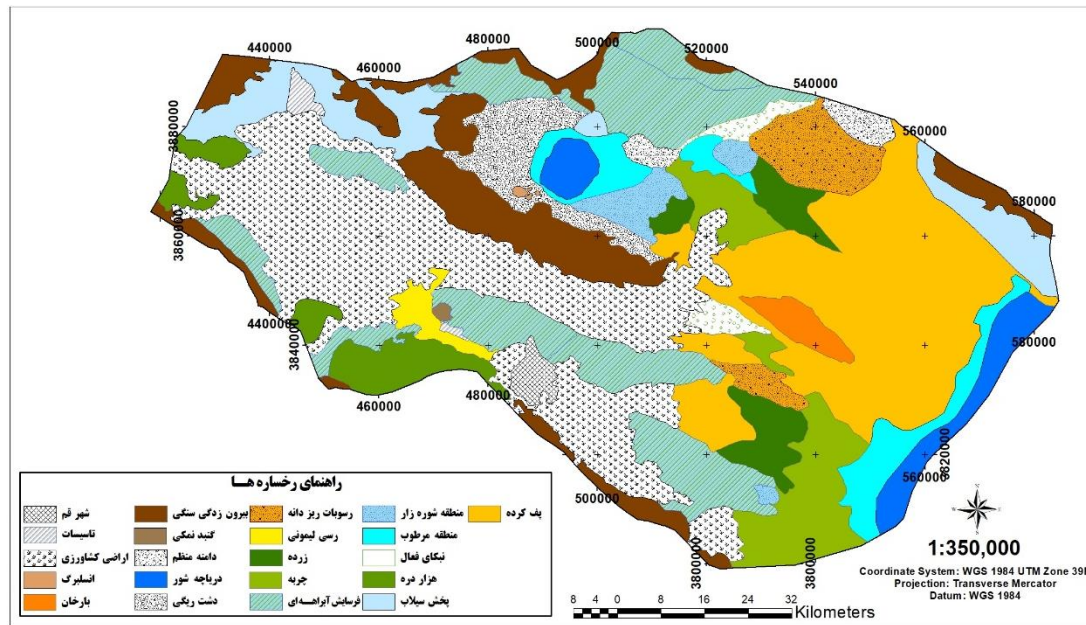 440000
460000
480000
500000
520000
540000
560000
580000
3880000
3860000
4400000
3840000
460000
480000
500000
580000
3820000
560000
3800000
3800000
راهنمای رخساره هـــا
شهر قم
بیرون زدگی سنگی
رسوبات ریز دانه
منطقه شوره زار
پف کرده
تاسیسات
گنبد نمکی
رسی لیمونی
منطقه مرطوب
اراضی کشاورزی
دامنه منظم
زرده
نبکای فعال
انسلبرگ
دریاچه شور
چربه
هزار دره
بارخان
دشت ریگی
فرسایش آبراهــه‌ای
پخش سیلاب
1:350,000
Coordinate System: WGS 1984 UTM Zone 39
Projection: Transverse Mercator
Datum: WGS 1984
8 4 0 8 16 24 32
Kilometers